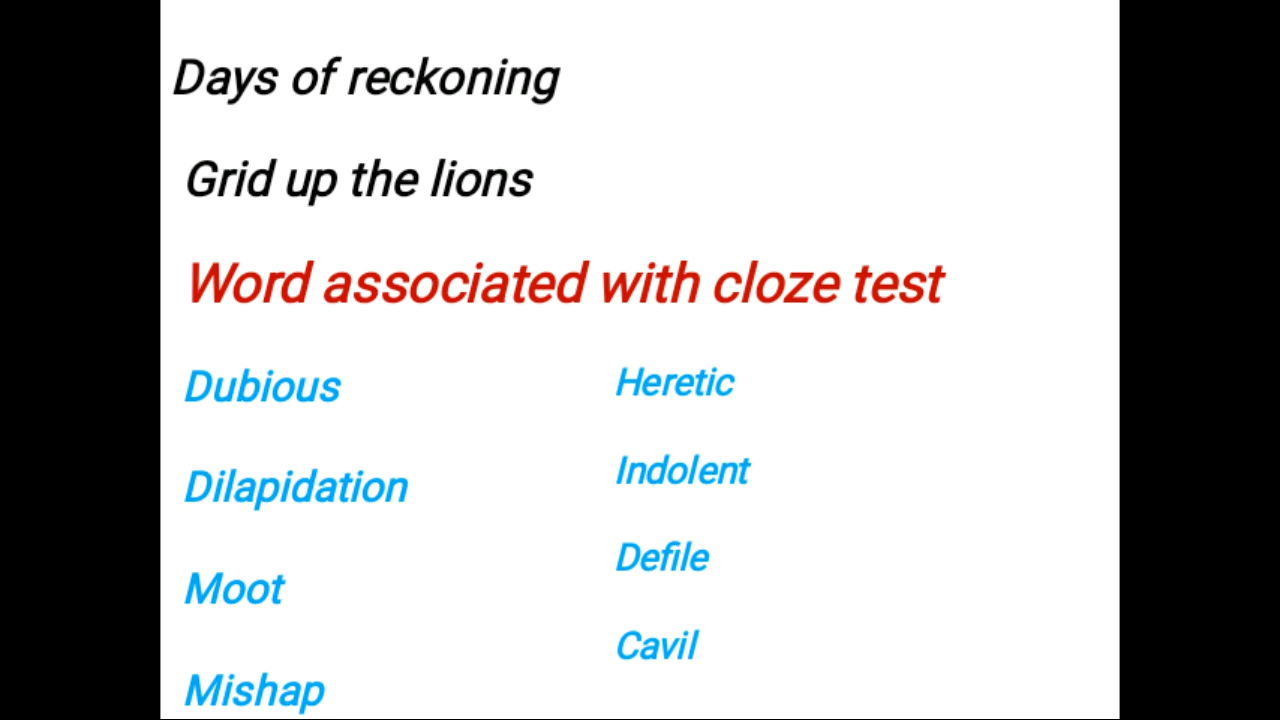 Days of reckoning
Grid up the lions
Word associated with cloze test
Dubious
Dilapidation
Moot
Mishap
Heretic
Indolent
Defile
Cavil